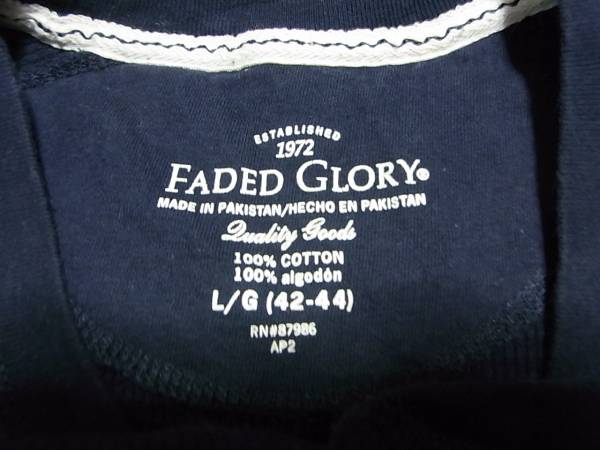 ESTABLISHED
1972
FADED GLORY®
MADE IN PAKISTAN/HECHO EN PAKISTAN
Quality Goods
100% COTTON
100% algodón
L/G (42-44)
RN#87986
AP2